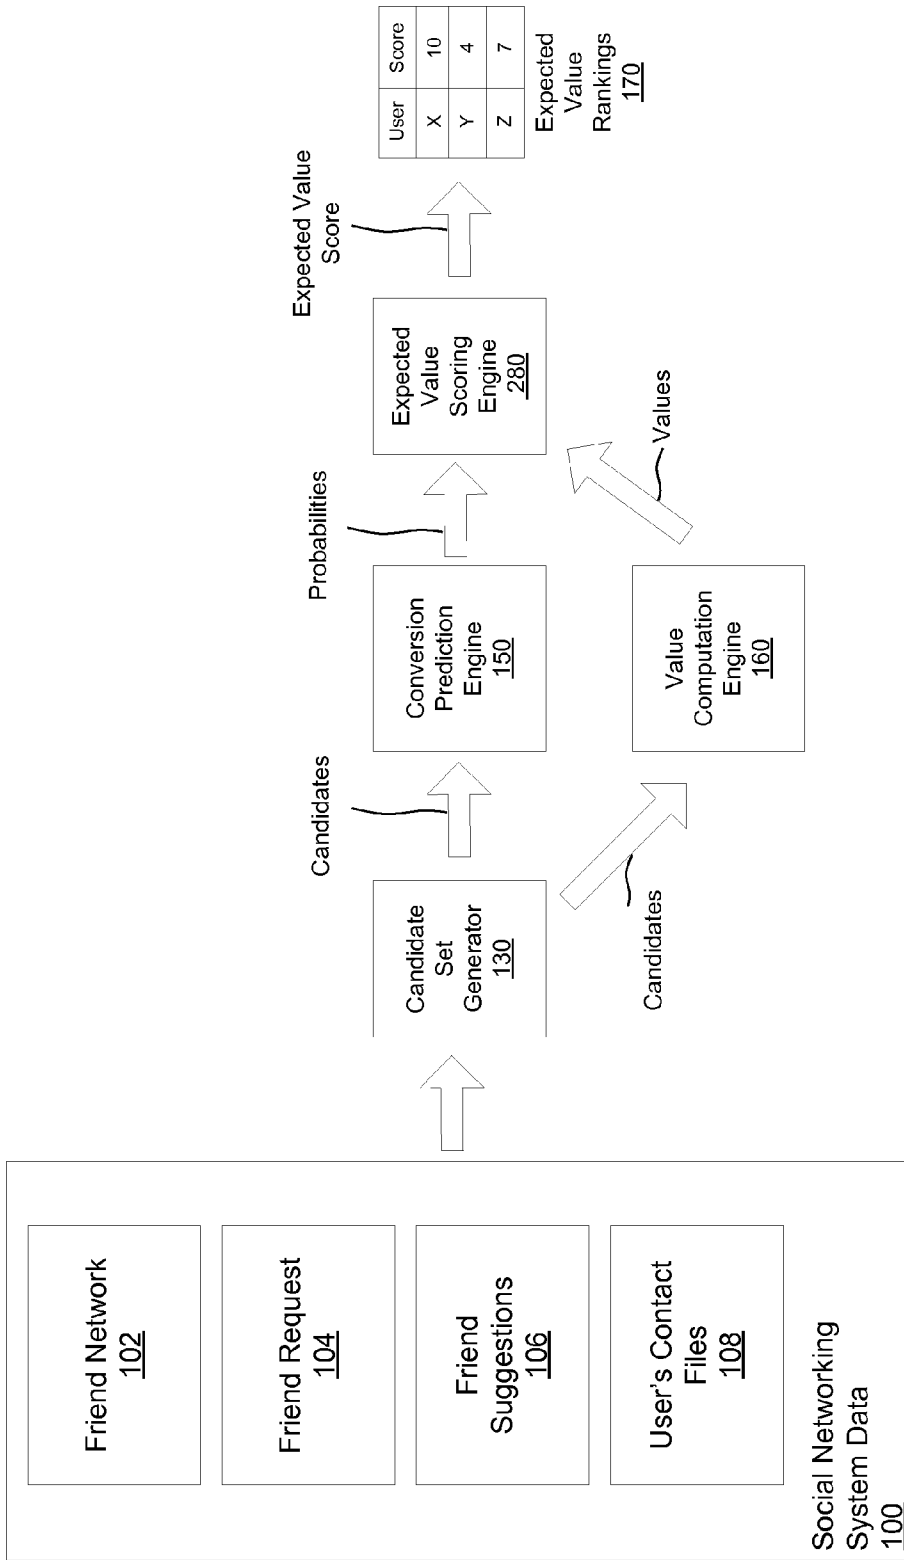 Friend Network
102
Friend Request
104
Friend
Suggestions
106
User's Contact
Files
108
Social Networking
System Data
100
Candidate
Set
Generator
130
Candidates
Candidates
Conversion
Prediction
Engine
150
Value
Computation
Engine
160
Probabilities
Values
Expected
Value
Scoring
Engine
280
Expected Value
Score
User Score
X 10
Y 4
Z 7
Expected
Value
Rankings
170